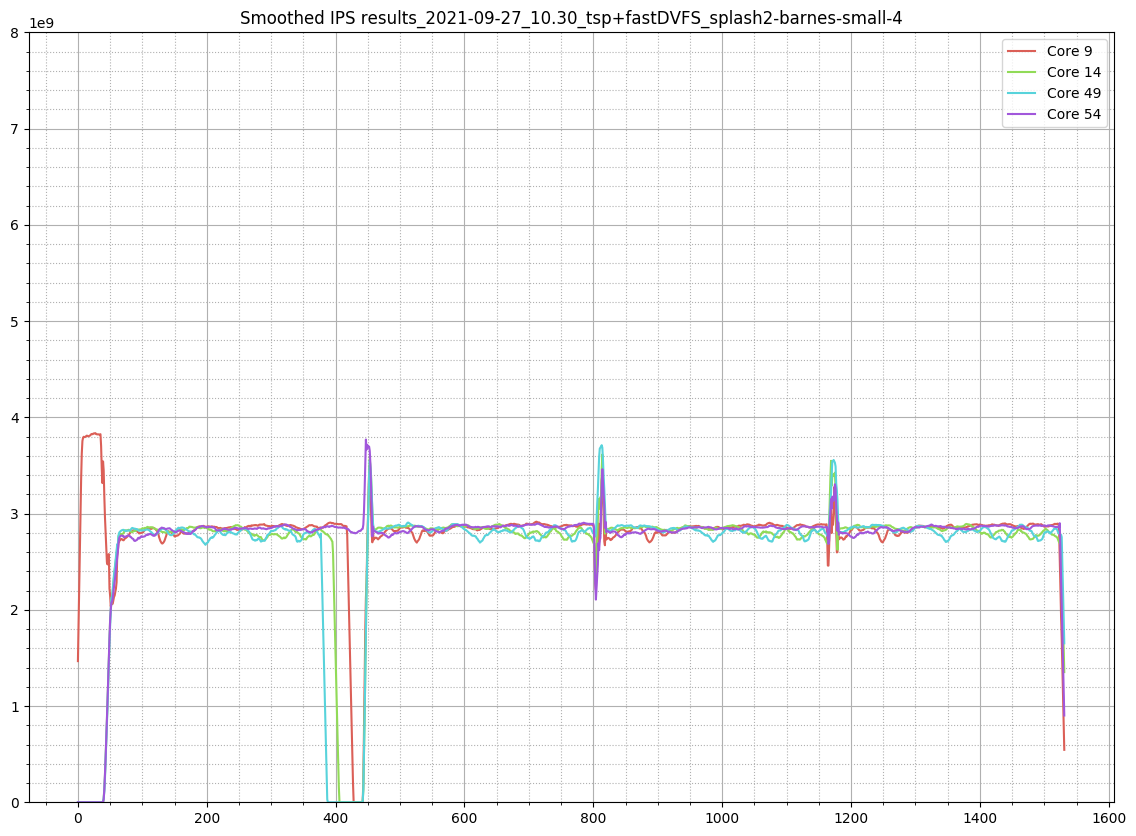 Smoothed IPS results_2021-09-27_10.30_tsp+fastDVFS_splash2-barnes-small-4
1e9
8
7
6
5
4
3
2
1
0
Core 9
Core 14
Core 49
Core 54
0 200 400 600 800 1000 1200 1400 1600